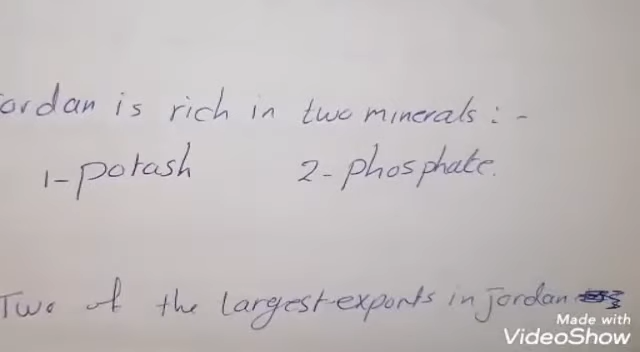 ordan is rich in two minerals : -
1- potash 2- phosphate.
Two of the largest exports in jordan
Made with
VideoShow